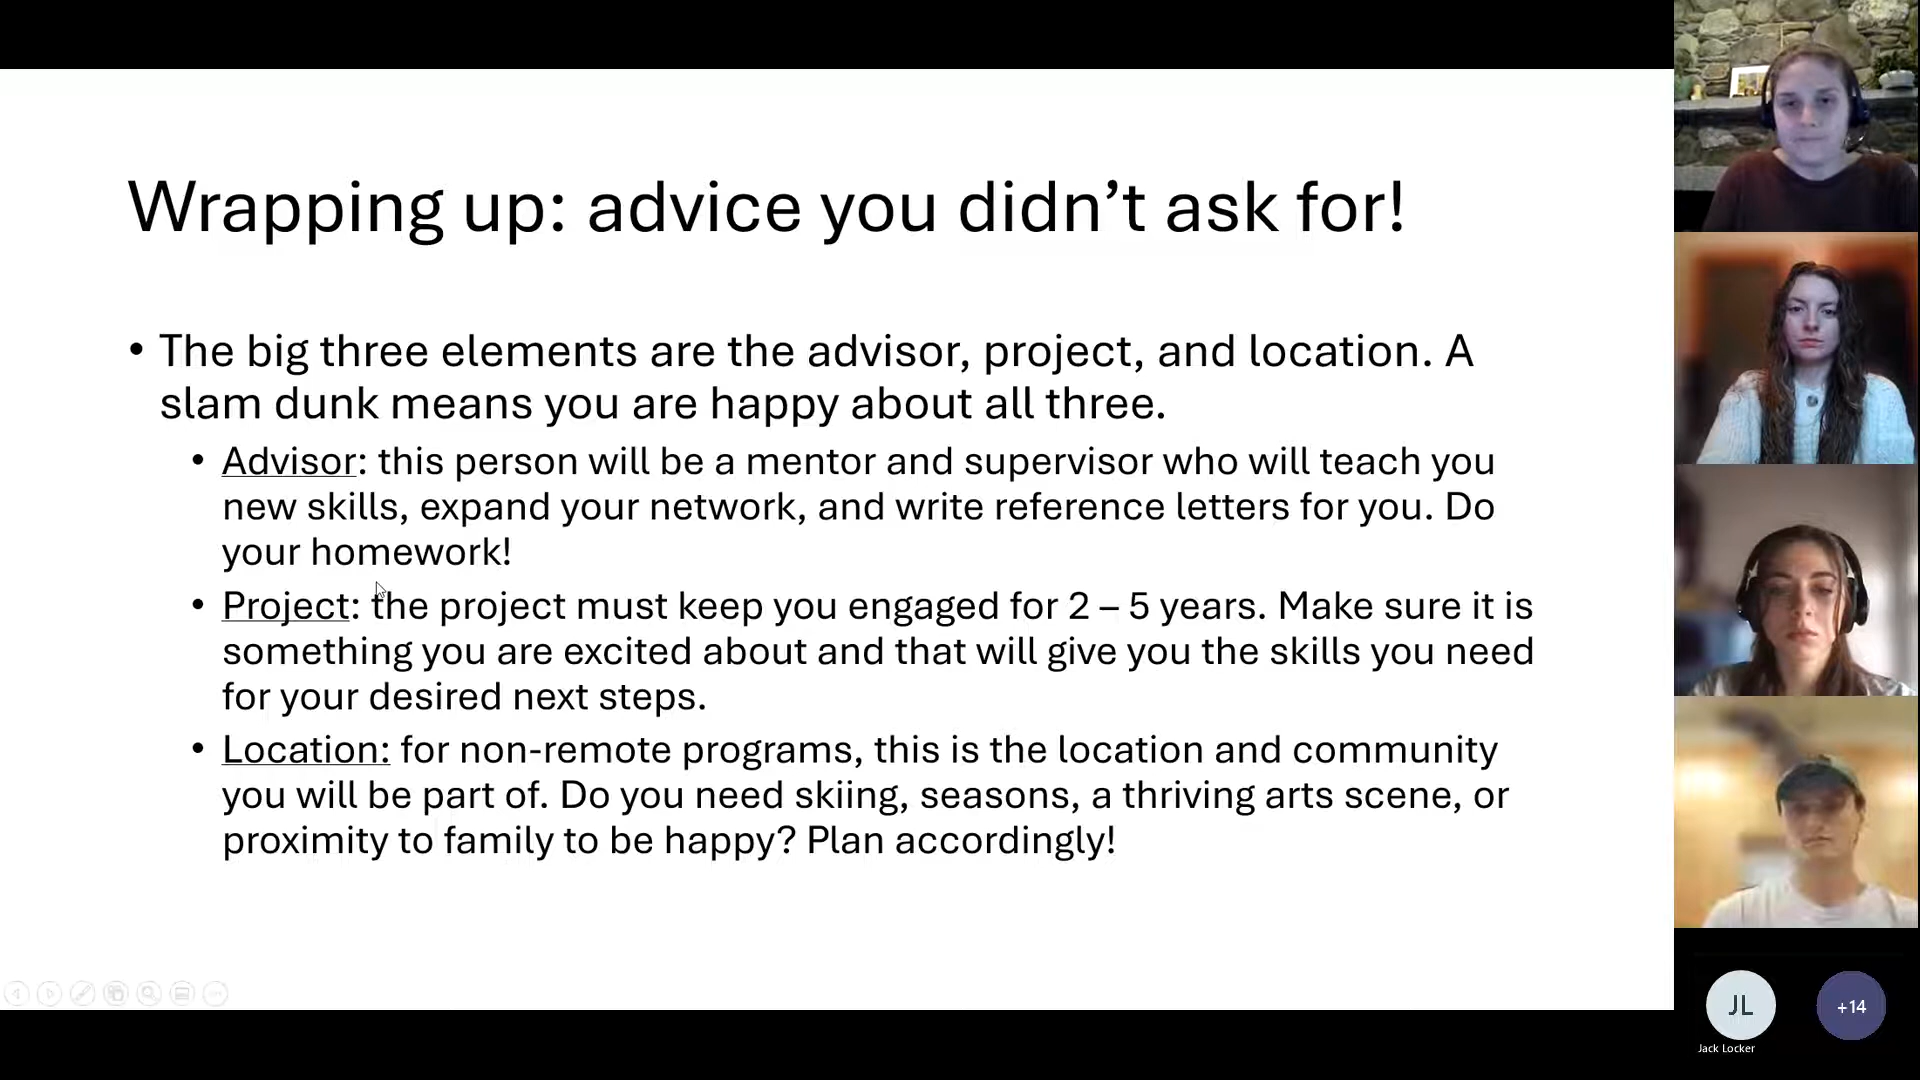 Wrapping up: advice you didn’t ask for!
• The big three elements are the advisor, project, and location. A
slam dunk means you are happy about all three.
• Advisor: this person will be a mentor and supervisor who will teach you
new skills, expand your network, and write reference letters for you. Do
your homework!
• Project: the project must keep you engaged for 2 – 5 years. Make sure it is
something you are excited about and that will give you the skills you need
for your desired next steps.
• Location: for non-remote programs, this is the location and community
you will be part of. Do you need skiing, seasons, a thriving arts scene, or
proximity to family to be happy? Plan accordingly!
JL
+14
Jack Locker